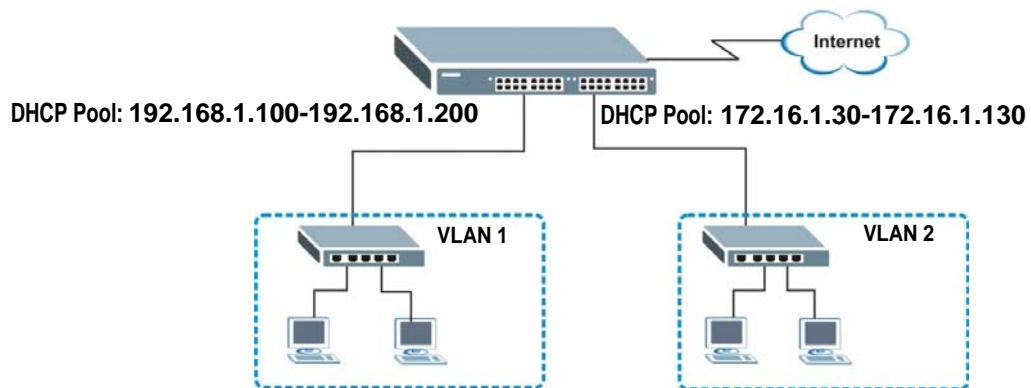 Internet
DHCP Pool: 192.168.1.100-192.168.1.200
DHCP Pool: 172.16.1.30-172.16.1.130
VLAN 1
VLAN 2